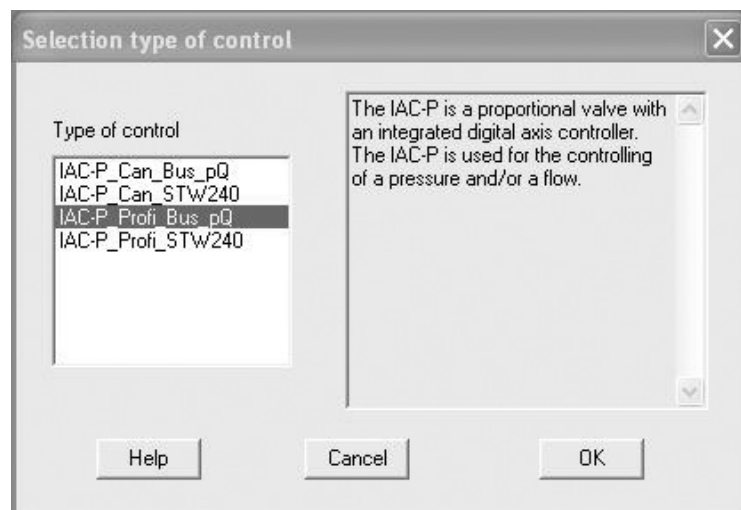 Selection type of control
Type of control
IAC-P_Can_Bus_pQ
IAC-P_Can_STW240
IAC-P_Profi_Bus_pQ
IAC-P_Profi_STW240
The IAC-P is a proportional valve with
an integrated digital axis controller.
The IAC-P is used for the controlling
of a pressure and/or a flow.
Help
Cancel
OK